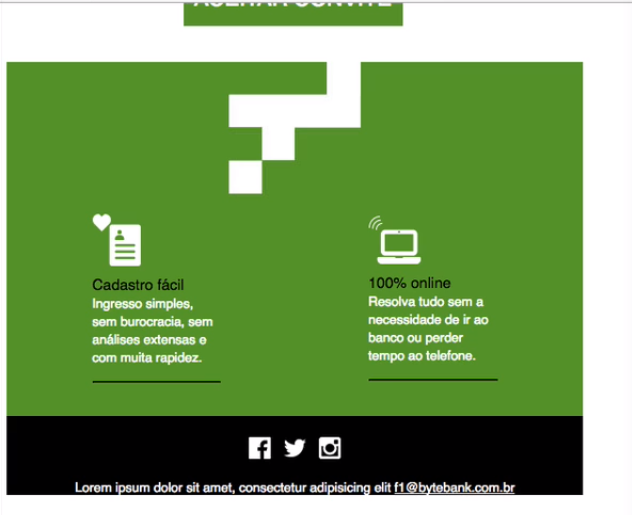 ACEITAR CONVITE
Cadastro fácil
Ingresso simples,
sem burocracia, sem
análises extensas e
com muita rapidez.
100% online
Resolva tudo sem a
necessidade de ir ao
banco ou perder
tempo ao telefone.
Lorem ipsum dolor sit amet, consectetur adipisicing elit f1@bytebank.com.br